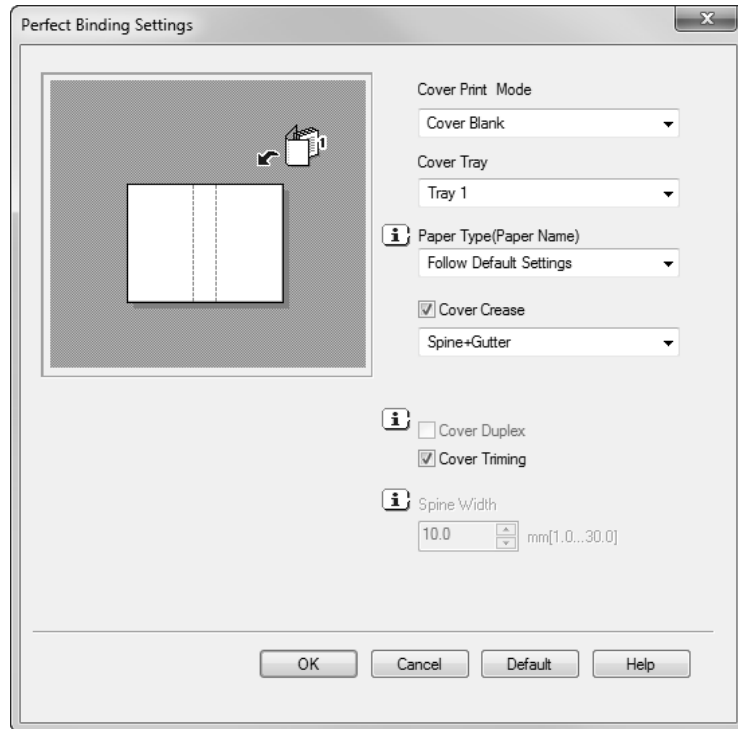 Perfect Binding Settings
Cover Print Mode
Cover Blank
1
Cover Tray
Tray 1
Paper Type(Paper Name)
Follow Default Settings
Cover Crease
Spine+Gutter
Cover Duplex
Cover Triming
Spine Width
10.0 mm[1.0...30.0]
OK Cancel Default Help